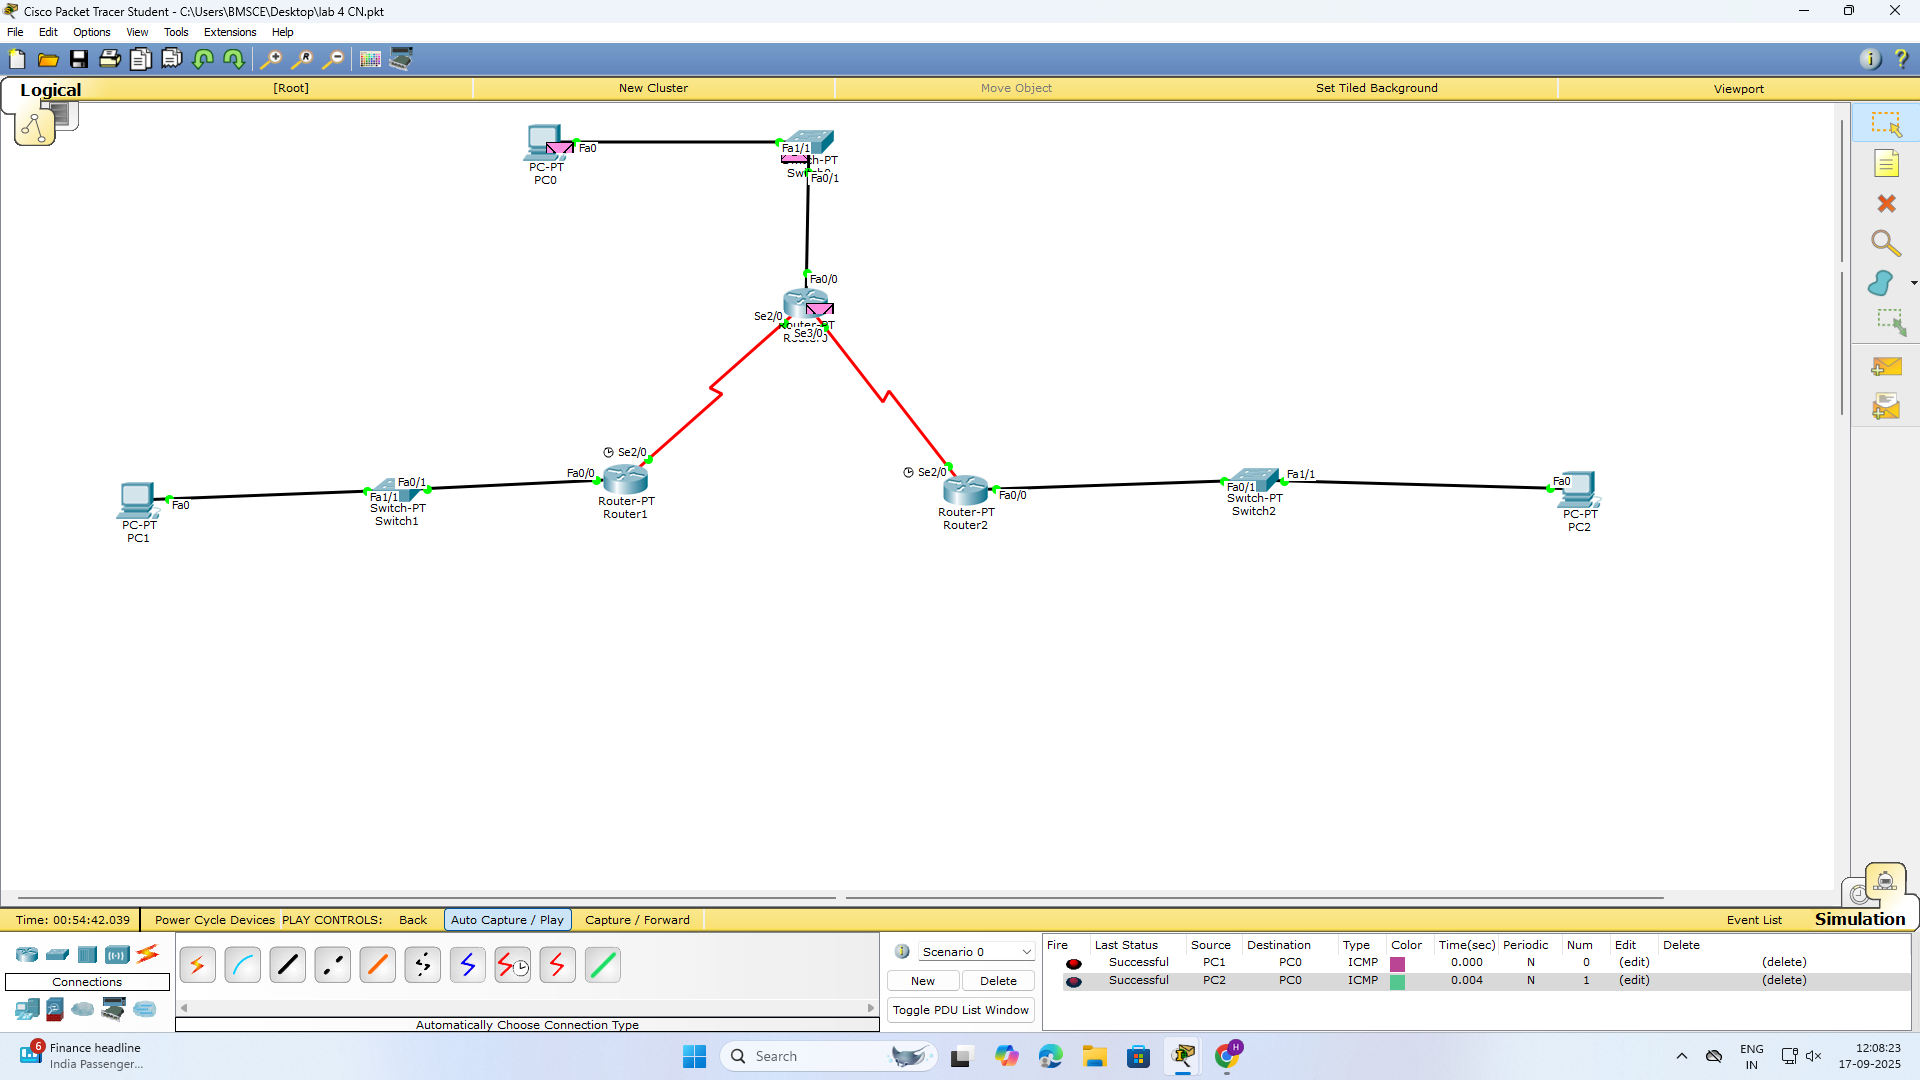 Cisco Packet Tracer Student - C:\Users\BMSCE\Desktop\lab 4 CN.pkt
File Edit Options View Tools Extensions Help
Logical [Root] New Cluster Move Object Set Tiled Background Viewport
Fa0
PC-PT
PC0
Fa1/1
Fa0/1
Fa0/0
Se2/0
Se3/0
Se2/0
Fa0/0
Router-PT
Router1
Fa0/1
Fa1/1
Switch-PT
Switch1
Fa0
PC-PT
PC1
Se2/0
Fa0/0
Router-PT
Router2
Fa0/1
Fa1/1
Switch-PT
Switch2
Fa0
PC-PT
PC2
Time: 00:54:42.039 Power Cycle Devices PLAY CONTROLS: Back Auto Capture / Play Capture / Forward Event List Simulation
Connections
Automatically Choose Connection Type
Scenario 0
New Delete
Toggle PDU List Window
Fire Last Status Source Destination Type Color Time(sec) Periodic Num Edit Delete
Successful PC1 PC0 ICMP 0.000 N 0 (edit) (delete)
Successful PC2 PC0 ICMP 0.004 N 1 (edit) (delete)
6
Finance headline
India Passenger...
Search
H
ENG
IN
12:08:23
17-09-2025